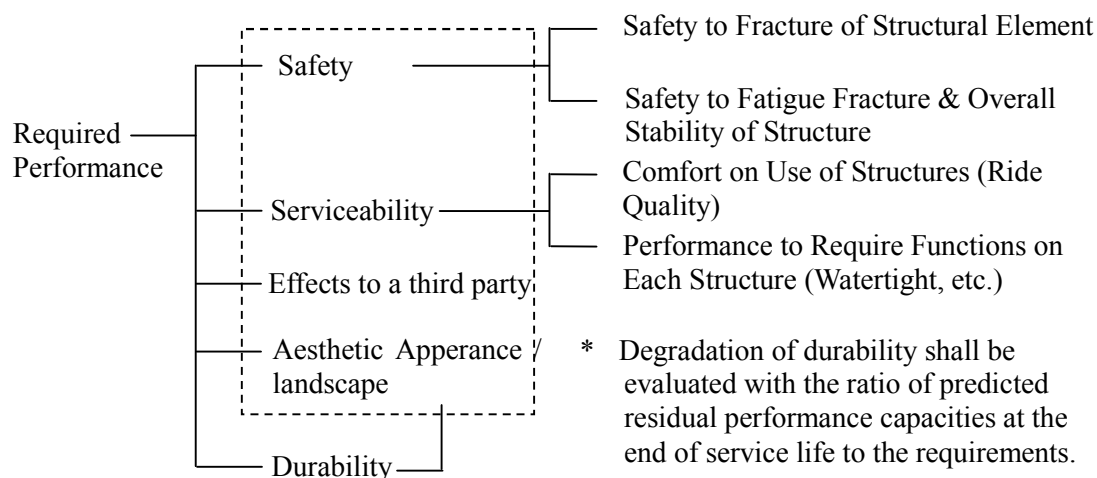 Required
Performance
Safety
Safety to Fracture of Structural Element
Safety to Fatigue Fracture & Overall
Stability of Structure
Serviceability
Comfort on Use of Structures (Ride
Quality)
Performance to Require Functions on
Each Structure (Watertight, etc.)
Effects to a third party
Aesthetic Apperance /
landscape
Durability
* Degradation of durability shall be
evaluated with the ratio of predicted
residual performance capacities at the
end of service life to the requirements.